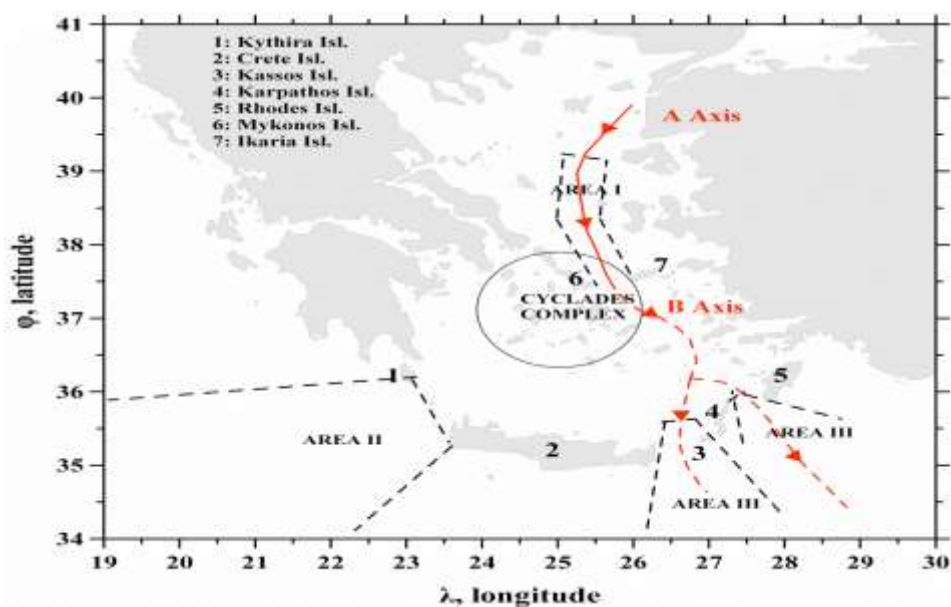 41
40
39
38
37
36
35
34
φ, latitude
1: Kythira Isl.
2: Crete Isl.
3: Kassos Isl.
4: Karpathos Isl.
5: Rhodes Isl.
6: Mykonos Isl.
7: Ikaria Isl.
A Axis
AREA I
7
6
CYCLADES
COMPLEX
B Axis
1
5
4
AREA II
2
3
AREA III
AREA III
19 20 21 22 23 24 25 26 27 28 29 30
λ, longitude